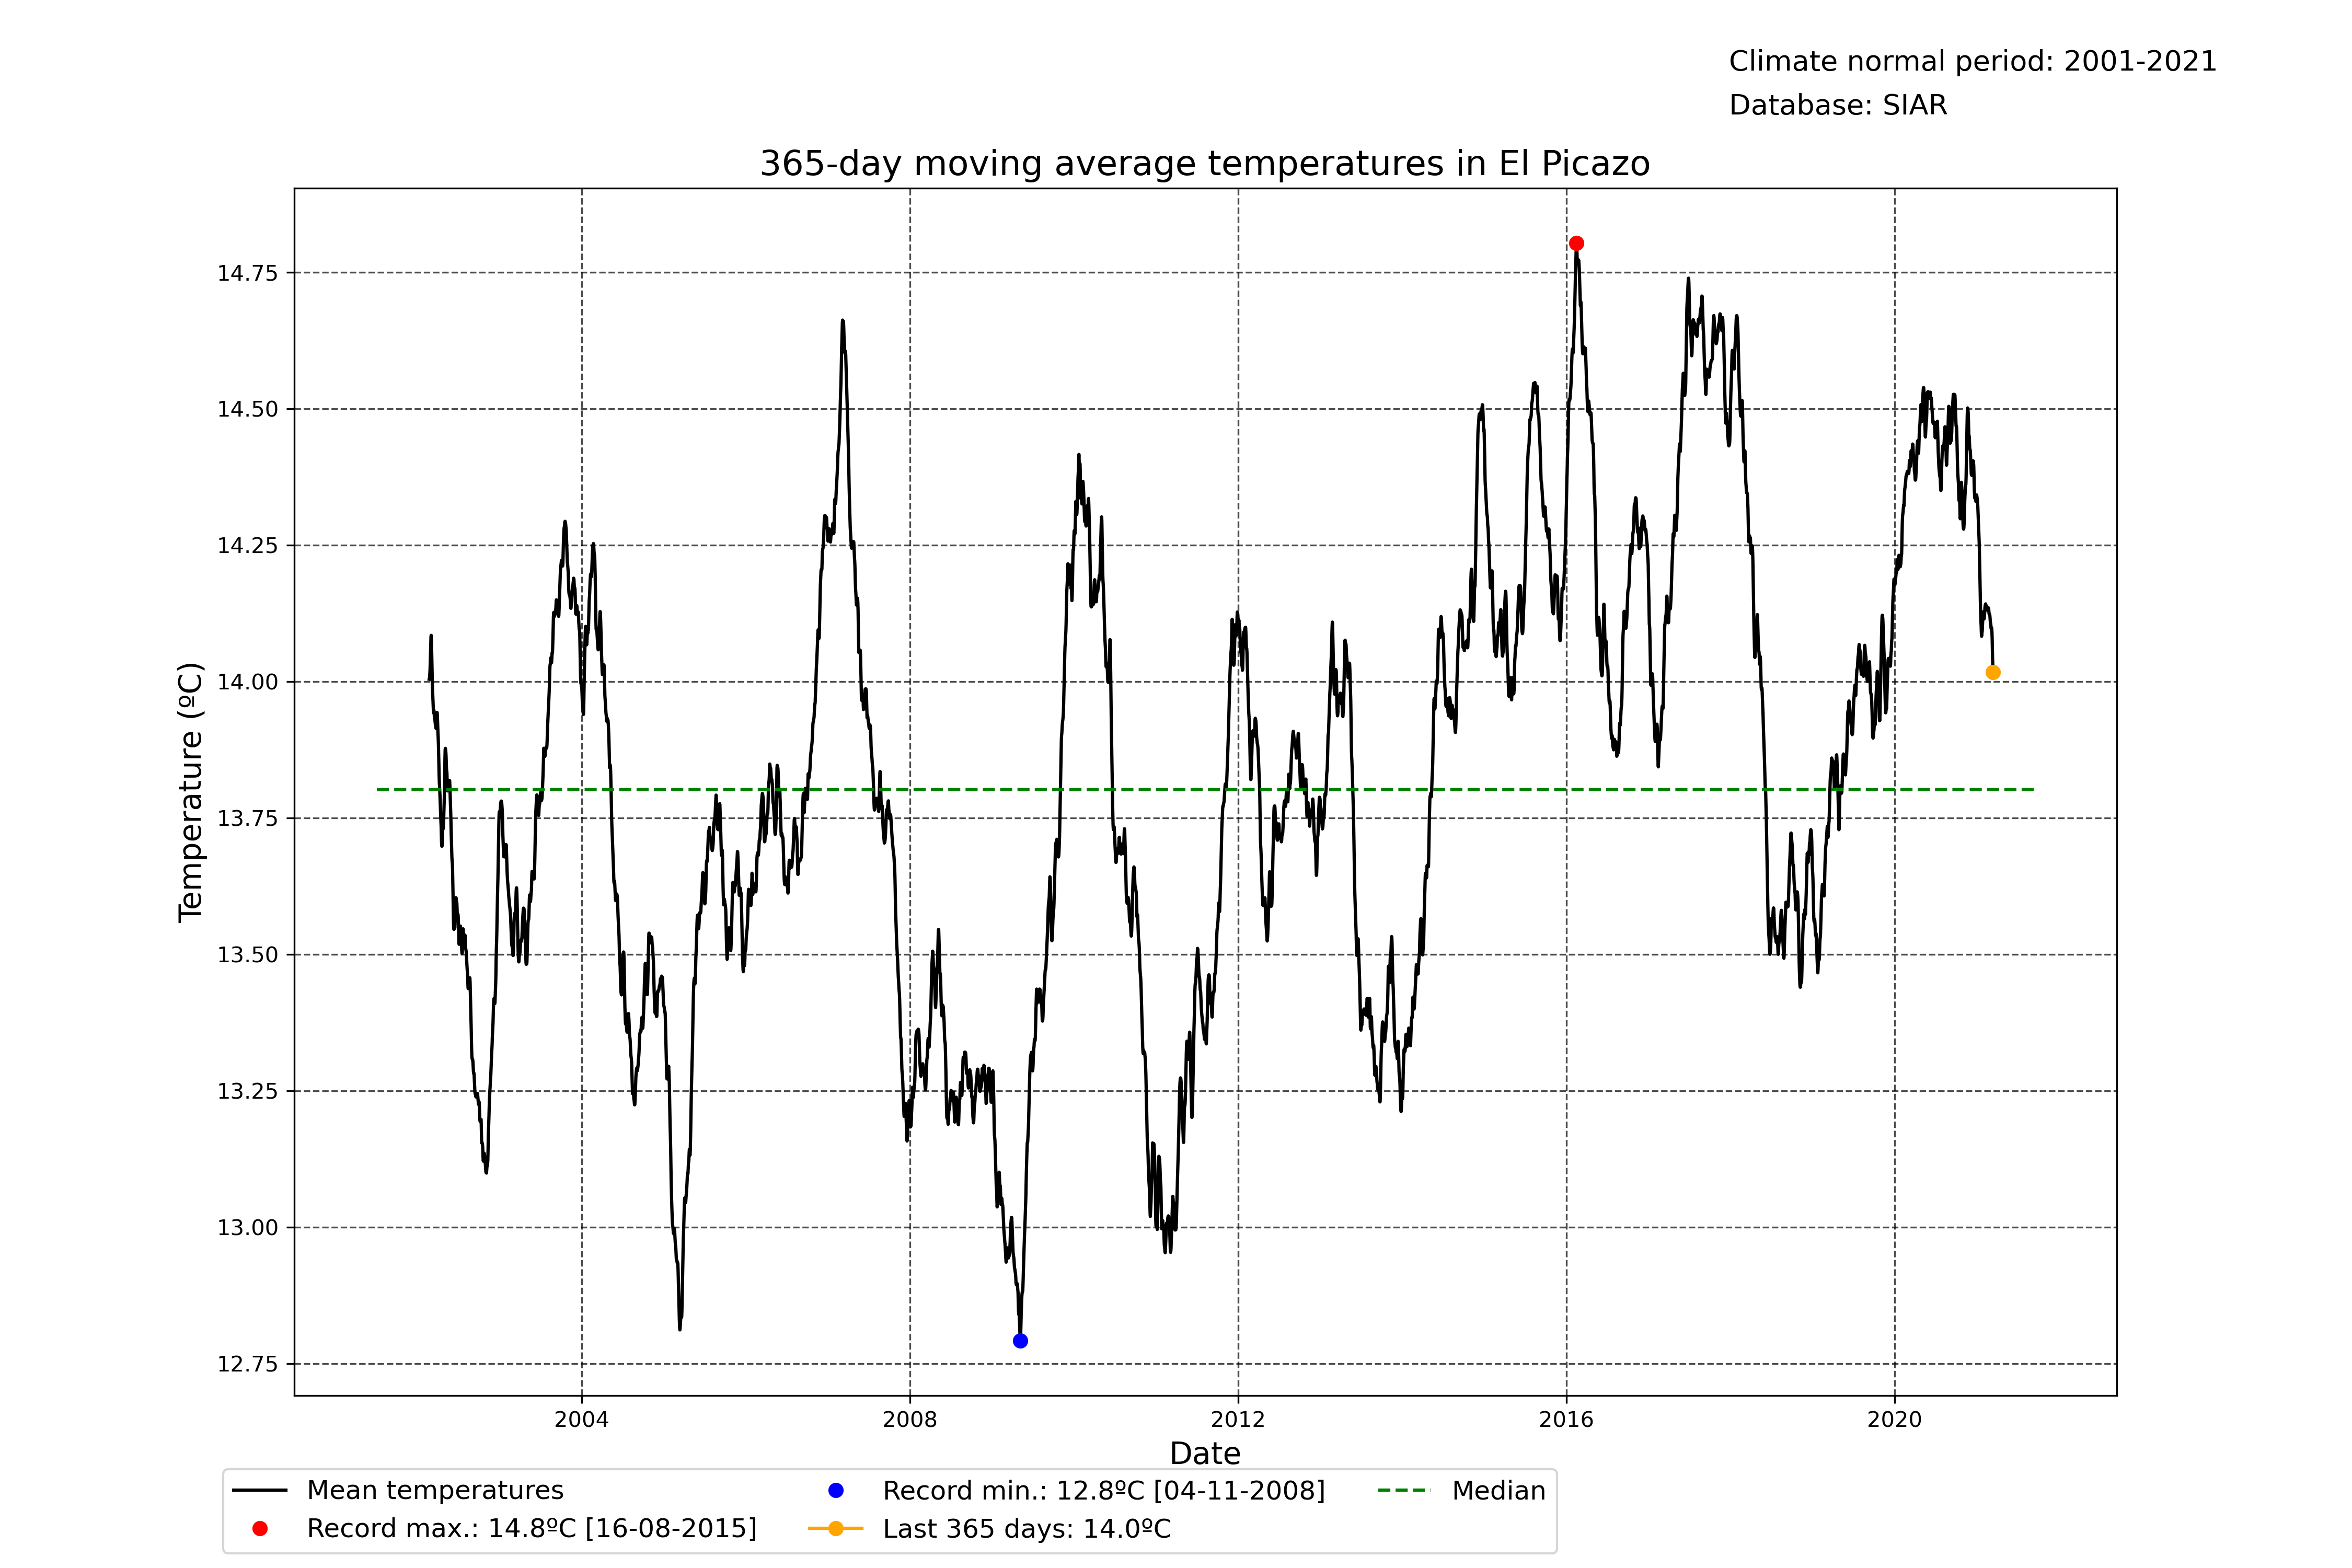 Climate normal period: 2001-2021
Database: SIAR
365-day moving average temperatures in El Picazo
Temperature (ºC)
14.75
14.50
14.25
14.00
13.75
13.50
13.25
13.00
12.75
2004 2008 2012 2016 2020
Date
Mean temperatures
Record max.: 14.8ºC [16-08-2015]
Record min.: 12.8ºC [04-11-2008]
Last 365 days: 14.0ºC
Median